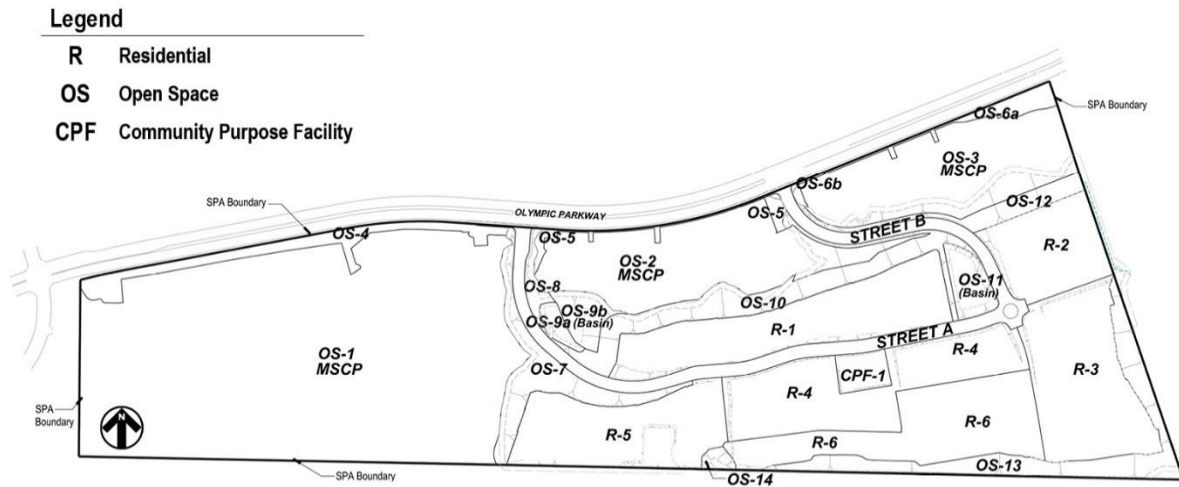 Legend
R Residential
OS Open Space
CPF Community Purpose Facility
SPA Boundary
OS-6a
OS-3
MSCP
OS-6b
SPA Boundary
OLYMPIC PARKWAY
OS-5
OS-12
OS-4
OS-5
STREET B
R-2
OS-2
MSCP
OS-8
OS-11
(Basin)
OS-10
OS-9b
(Basin)
OS-9a
R-1
STREET A
OS-1
MSCP
OS-7
R-4
R-3
CPF-1
R-4
SPA
Boundary
N
R-6
R-5
R-6
OS-13
SPA Boundary
OS-14